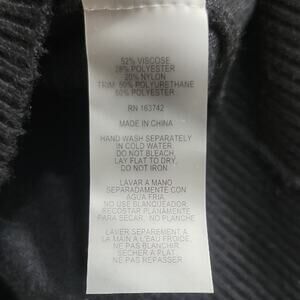 52% VISCOSE
28% POLYESTER
20% NYLON
TRIM: 50% POLYURETHANE
50% POLYESTER
RN 163742
MADE IN CHINA
HAND WASH SEPARATELY
IN COLD WATER.
DO NOT BLEACH,
LAY FLAT TO DRY,
DO NOT IRON.
LAVAR A MANO
SEPARADAMENTE CON
AGUA FRIA.
NO USE BLANQUEADOR,
RECOSTAR PLANAMENTE
PARA SECAR, NO PLANCHE
LAVER SEPAREMENT A
LA MAIN A L'EAU FROIDE,
NE PAS BLANCHIR
SECHER A PLAT
NE PAS REPASSER